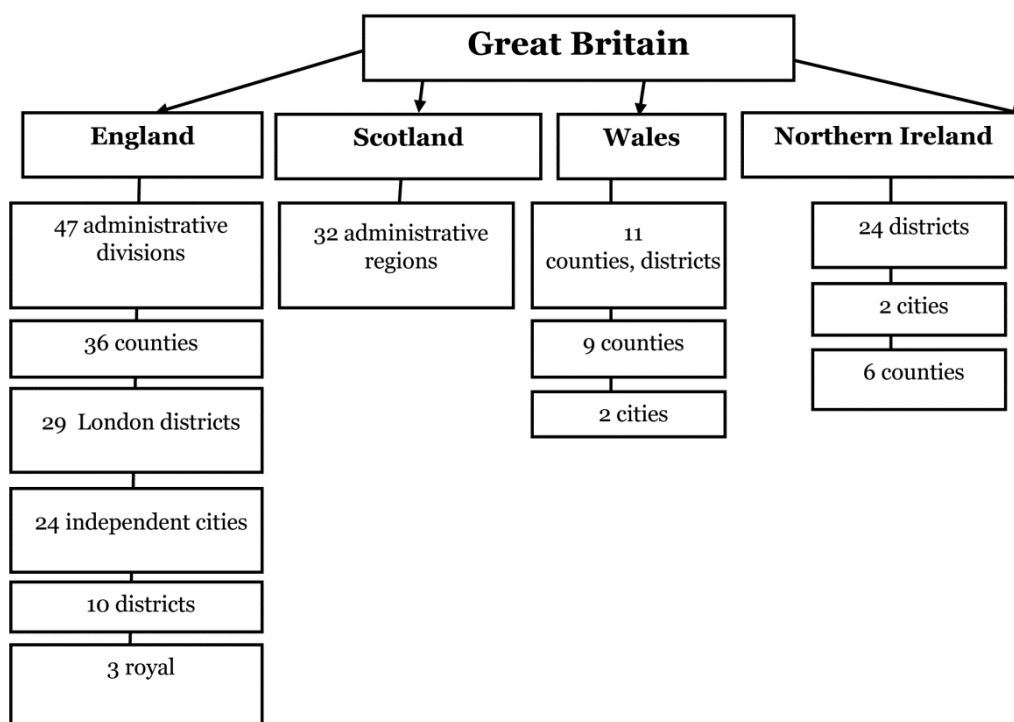 Great Britain
England
Scotland
Wales
Northern Ireland
47 administrative
divisions
36 counties
29 London districts
24 independent cities
10 districts
3 royal
32 administrative
regions
11
counties, districts
9 counties
2 cities
24 districts
2 cities
6 counties